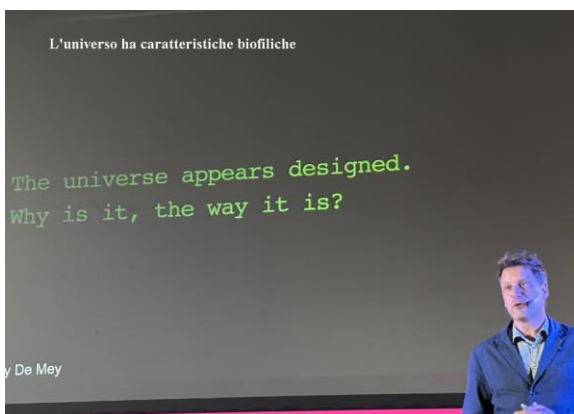 L'universo ha caratteristiche biofiliche
The universe appears designed.
Why is it, the way it is?
y De Mey